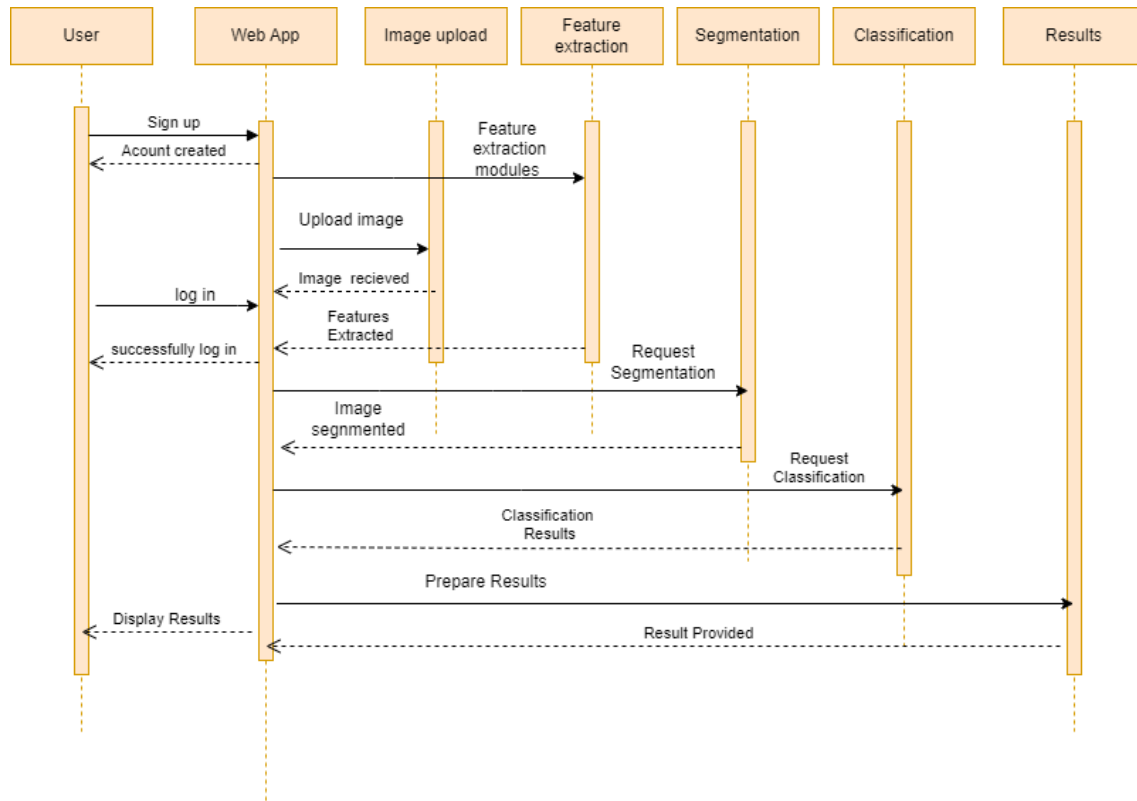 User
Web App
Image upload
Feature
extraction
Segmentation
Classification
Results
Sign up
Acount created
Feature
extraction
modules
Upload image
Image  recieved
log in
Features
Extracted
successfully log in
Request
Segmentation
Image
segnmented
Request
Classification
Classification
Results
Prepare Results
Display Results
Result Provided